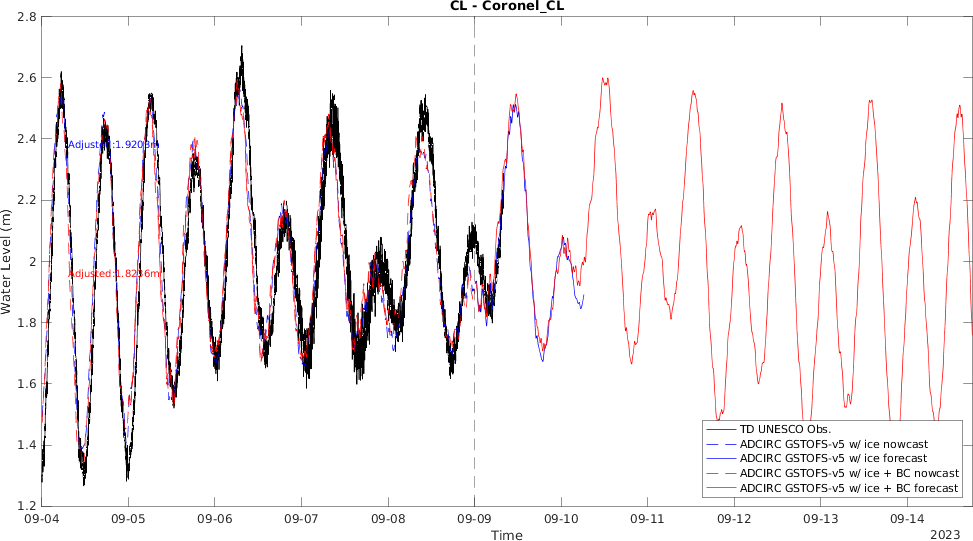 CL - Coronel_CL
2.8
2.6
2.4
2.2
2
1.8
1.6
1.4
1.2
Water Level (m)
Adjusted:1.9203m
Adjusted:1.8256m
TD UNESCO Obs.
ADCIRC GSTOFS-v5 w/ ice nowcast
ADCIRC GSTOFS-v5 w/ ice forecast
ADCIRC GSTOFS-v5 w/ ice + BC nowcast
ADCIRC GSTOFS-v5 w/ ice + BC forecast
09-04 09-05 09-06 09-07 09-08 09-09 09-10 09-11 09-12 09-13 09-14
Time
2023